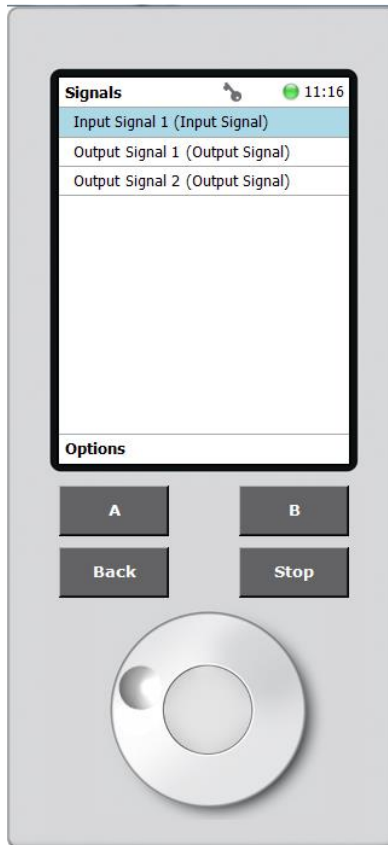 Signals 11:16
Input Signal 1 (Input Signal)
Output Signal 1 (Output Signal)
Output Signal 2 (Output Signal)
Options
A B
Back Stop